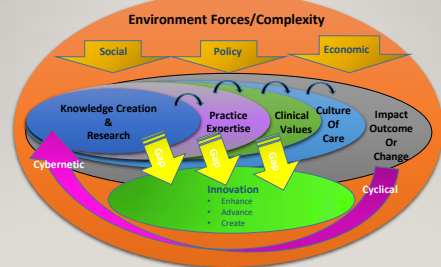 Environment Forces/Complexity
Social
Policy
Economic
Knowledge Creation
&
Research
Practice
Expertise
Clinical
Values
Culture
Of
Care
Impact
Outcome
Or
Change
Cybernetic
Gap
Gap
Gap
Cyclical
Innovation
• Enhance
• Advance
• Create